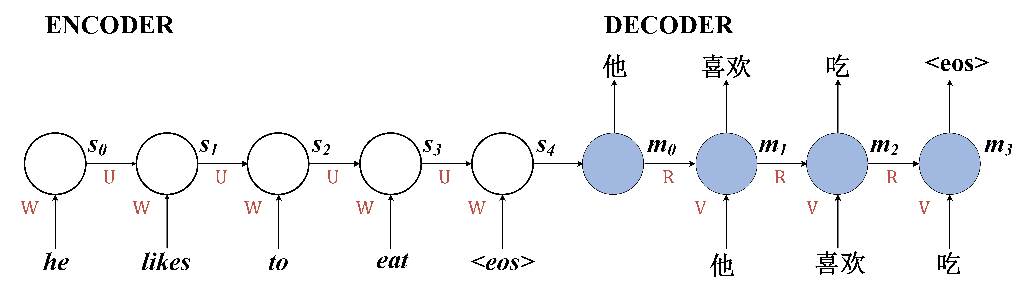 ENCODER DECODER
他 喜欢 吃 <eos>
s0 s1 s2 s3 s4 m0 m1 m2 m3
U U U U R R R
W W W W W V V V
he likes to eat <eos> 他 喜欢 吃